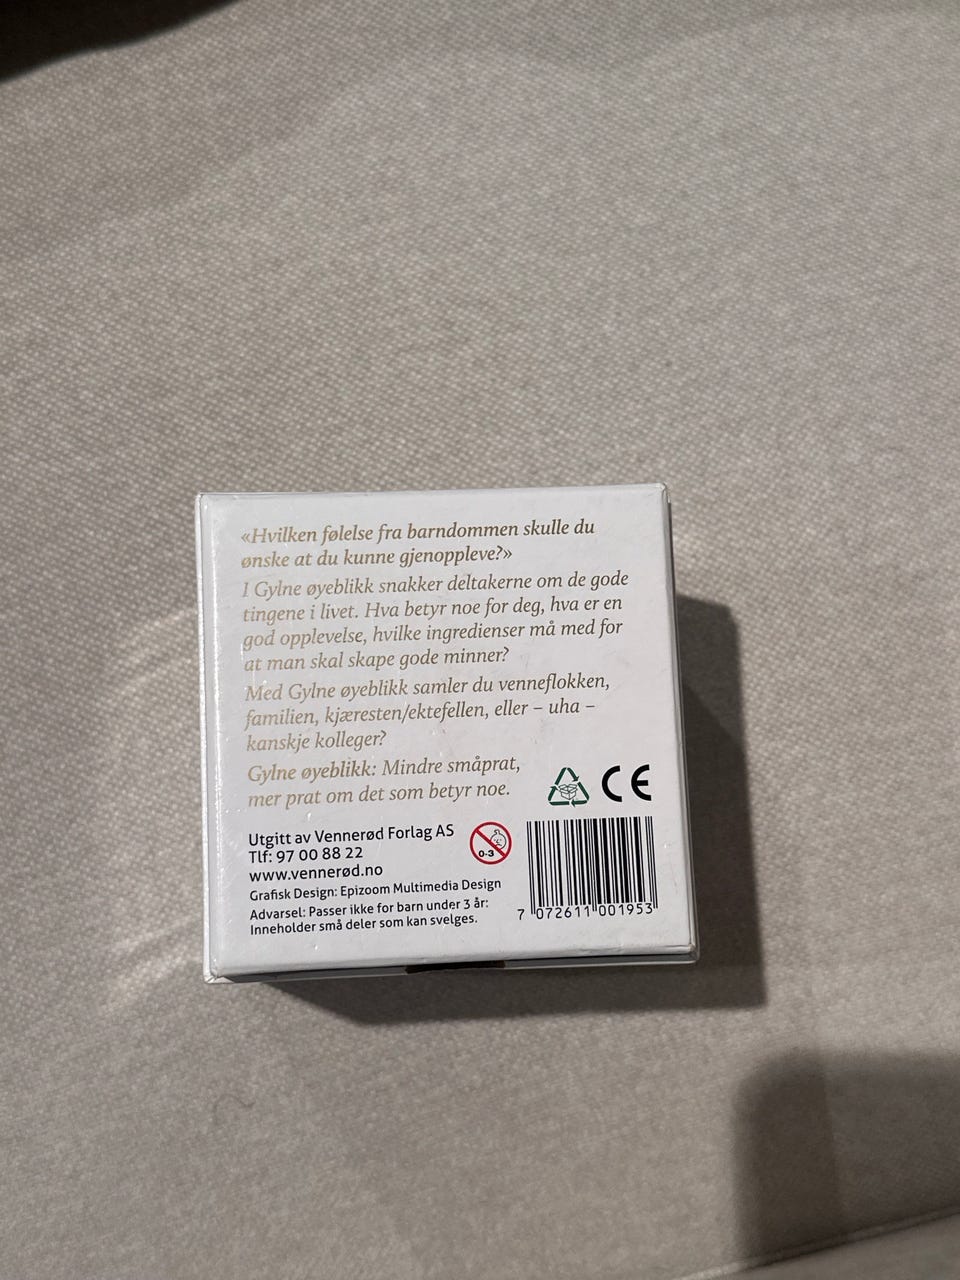 «Hvilken følelse fra barndommen skulle du
ønske at du kunne gjenoppleve?»
I Gylne øyeblikk snakker deltakerne om de gode
tingene i livet. Hva betyr noe for deg, hva er en
god opplevelse, hvilke ingredienser må med for
at man skal skape gode minner?
Med Gylne øyeblikk samler du venneflokken,
familien, kjæresten/ektefellen, eller – uha –
kanskje kolleger?
Gylne øyeblikk: Mindre småprat,
mer prat om det som betyr noe.
CE
Utgitt av Vennerød Forlag AS
Tlf: 97 00 88 22
www.vennerød.no
0-3
Grafisk Design: Epizoom Multimedia Design
Advarsel: Passer ikke for barn under 3 år:
Inneholder små deler som kan svelges.
7 072611 001953